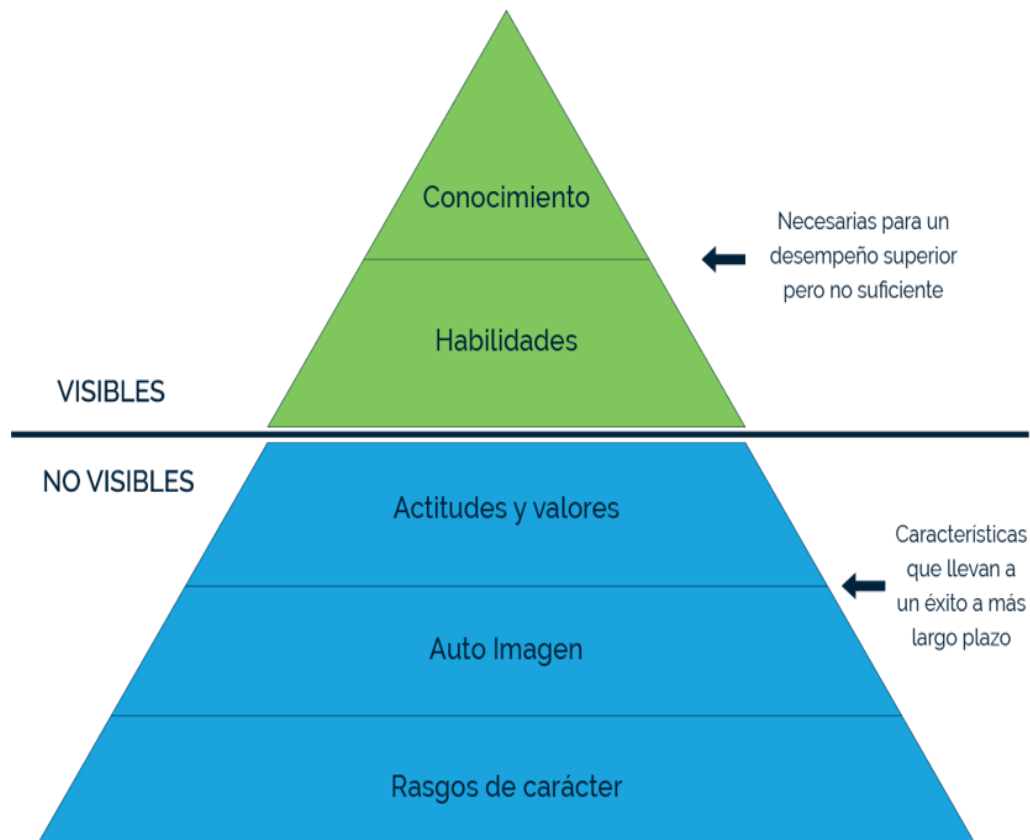 Conocimiento
Necesarias para un
desempeño superior
pero no suficiente
Habilidades
VISIBLES
NO VISIBLES
Actitudes y valores
Características
que llevan a
un éxito a más
largo plazo
Auto Imagen
Rasgos de carácter